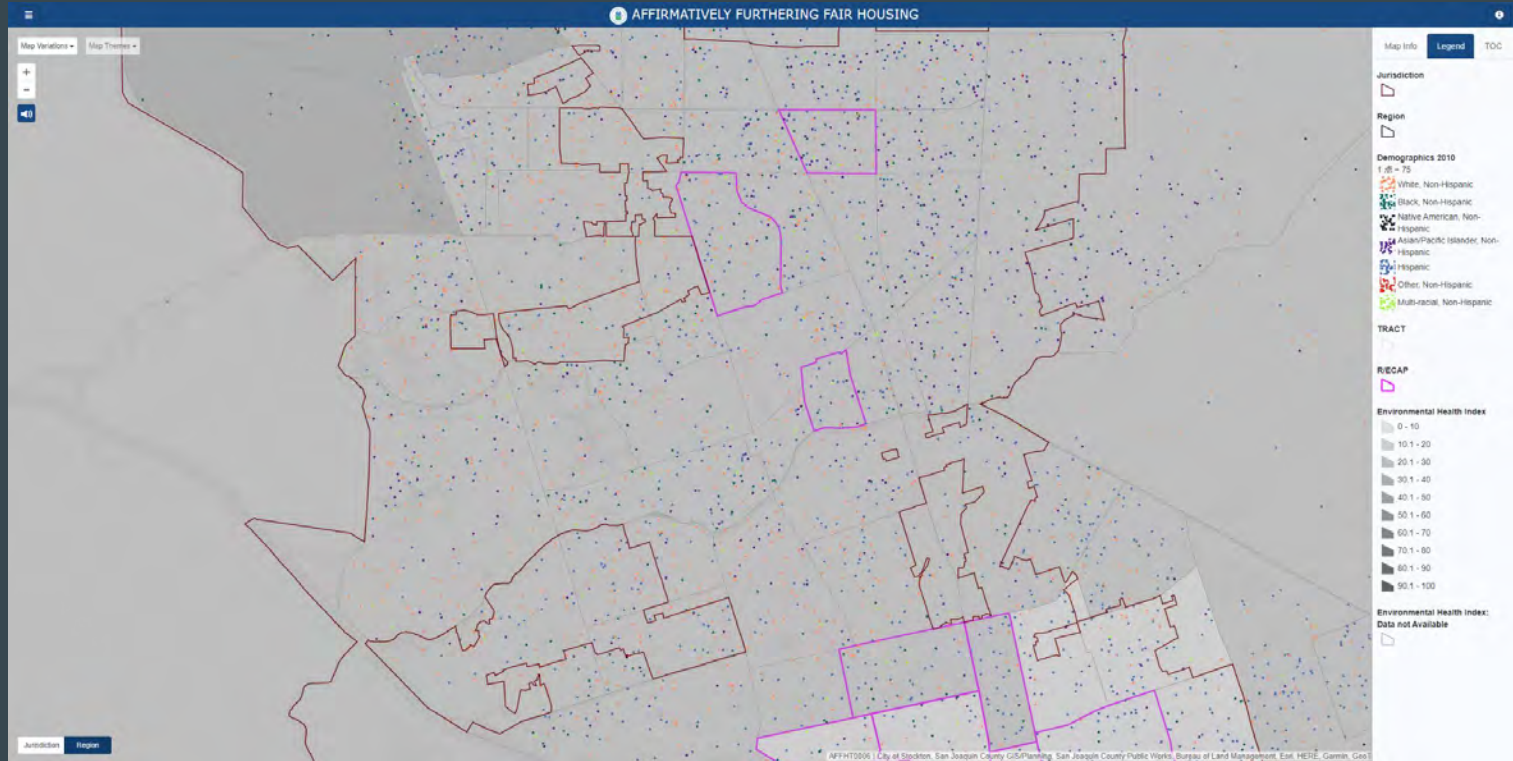 AFFIRMATIVELY FURTHERING FAIR HOUSING
Map Variations
Map Themes
+
-
Map Info
Legend
TOC
Jurisdiction
Region
Demographics 2010
1 dot = 75
White, Non-Hispanic
Black, Non-Hispanic
Native American, Non-
Hispanic
Asian/Pacific Islander, Non-
Hispanic
Hispanic
Other, Non-Hispanic
Multi-racial, Non-Hispanic
TRACT
R/ECAP
Environmental Health Index
0 - 10
10.1 - 20
20.1 - 30
30.1 - 40
40.1 - 50
50.1 - 60
60.1 - 70
70.1 - 80
80.1 - 90
90.1 - 100
Environmental Health Index:
Data not Available
Jurisdiction
Region
AFFHT0006 | City of Stockton, San Joaquin County GIS/Planning, San Joaquin County Public Works, Bureau of Land Management, Esri, HERE, Garmin,